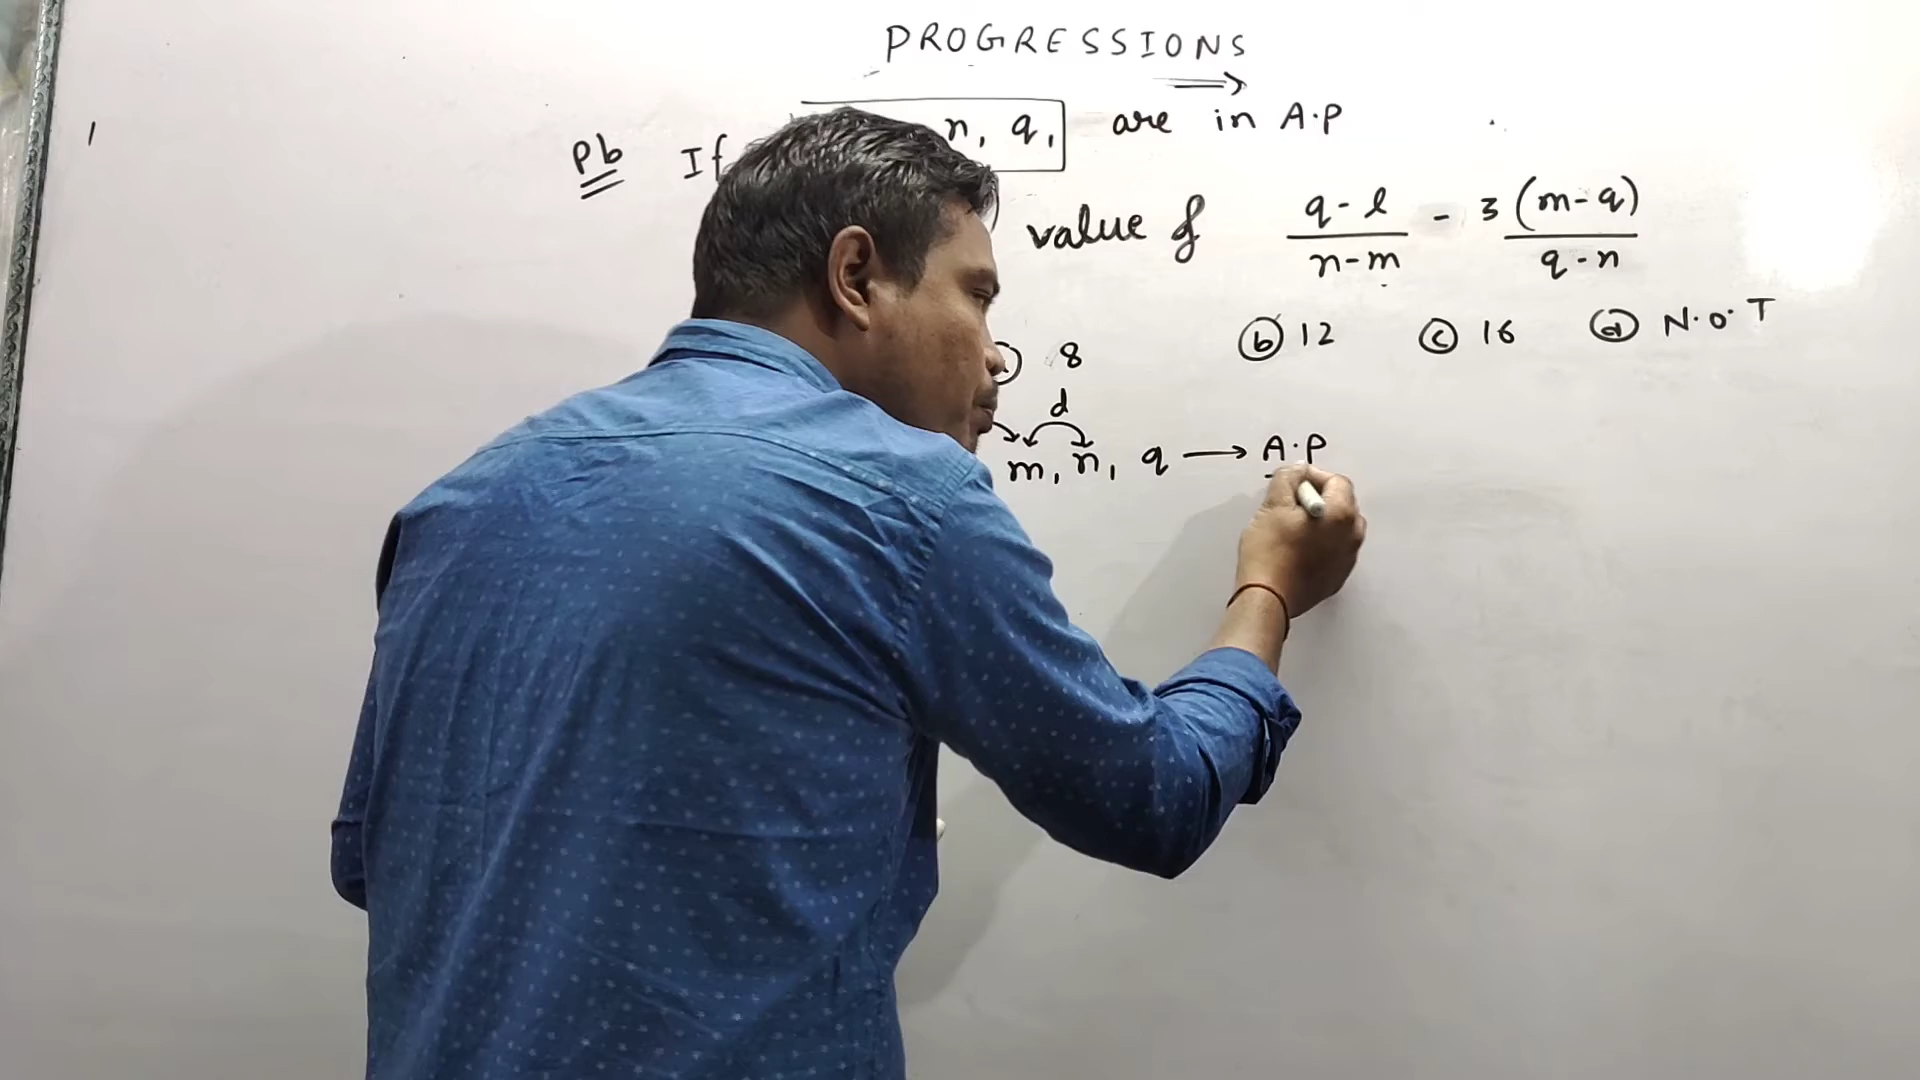 PROGRESSIONS
Pb If n, q, are in A.P
value of q-l/n-m - 3(m-q)/q-n
8 (b) 12 (c) 16 (d) N.O.T
d
m, n, q → A.P